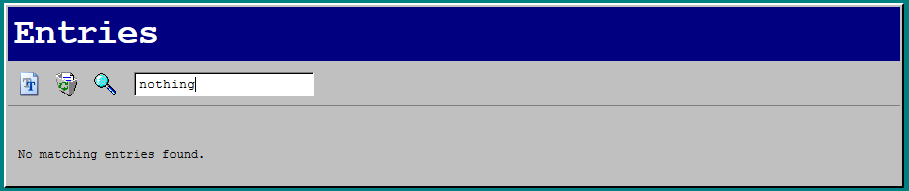 Entries
nothing
No matching entries found.